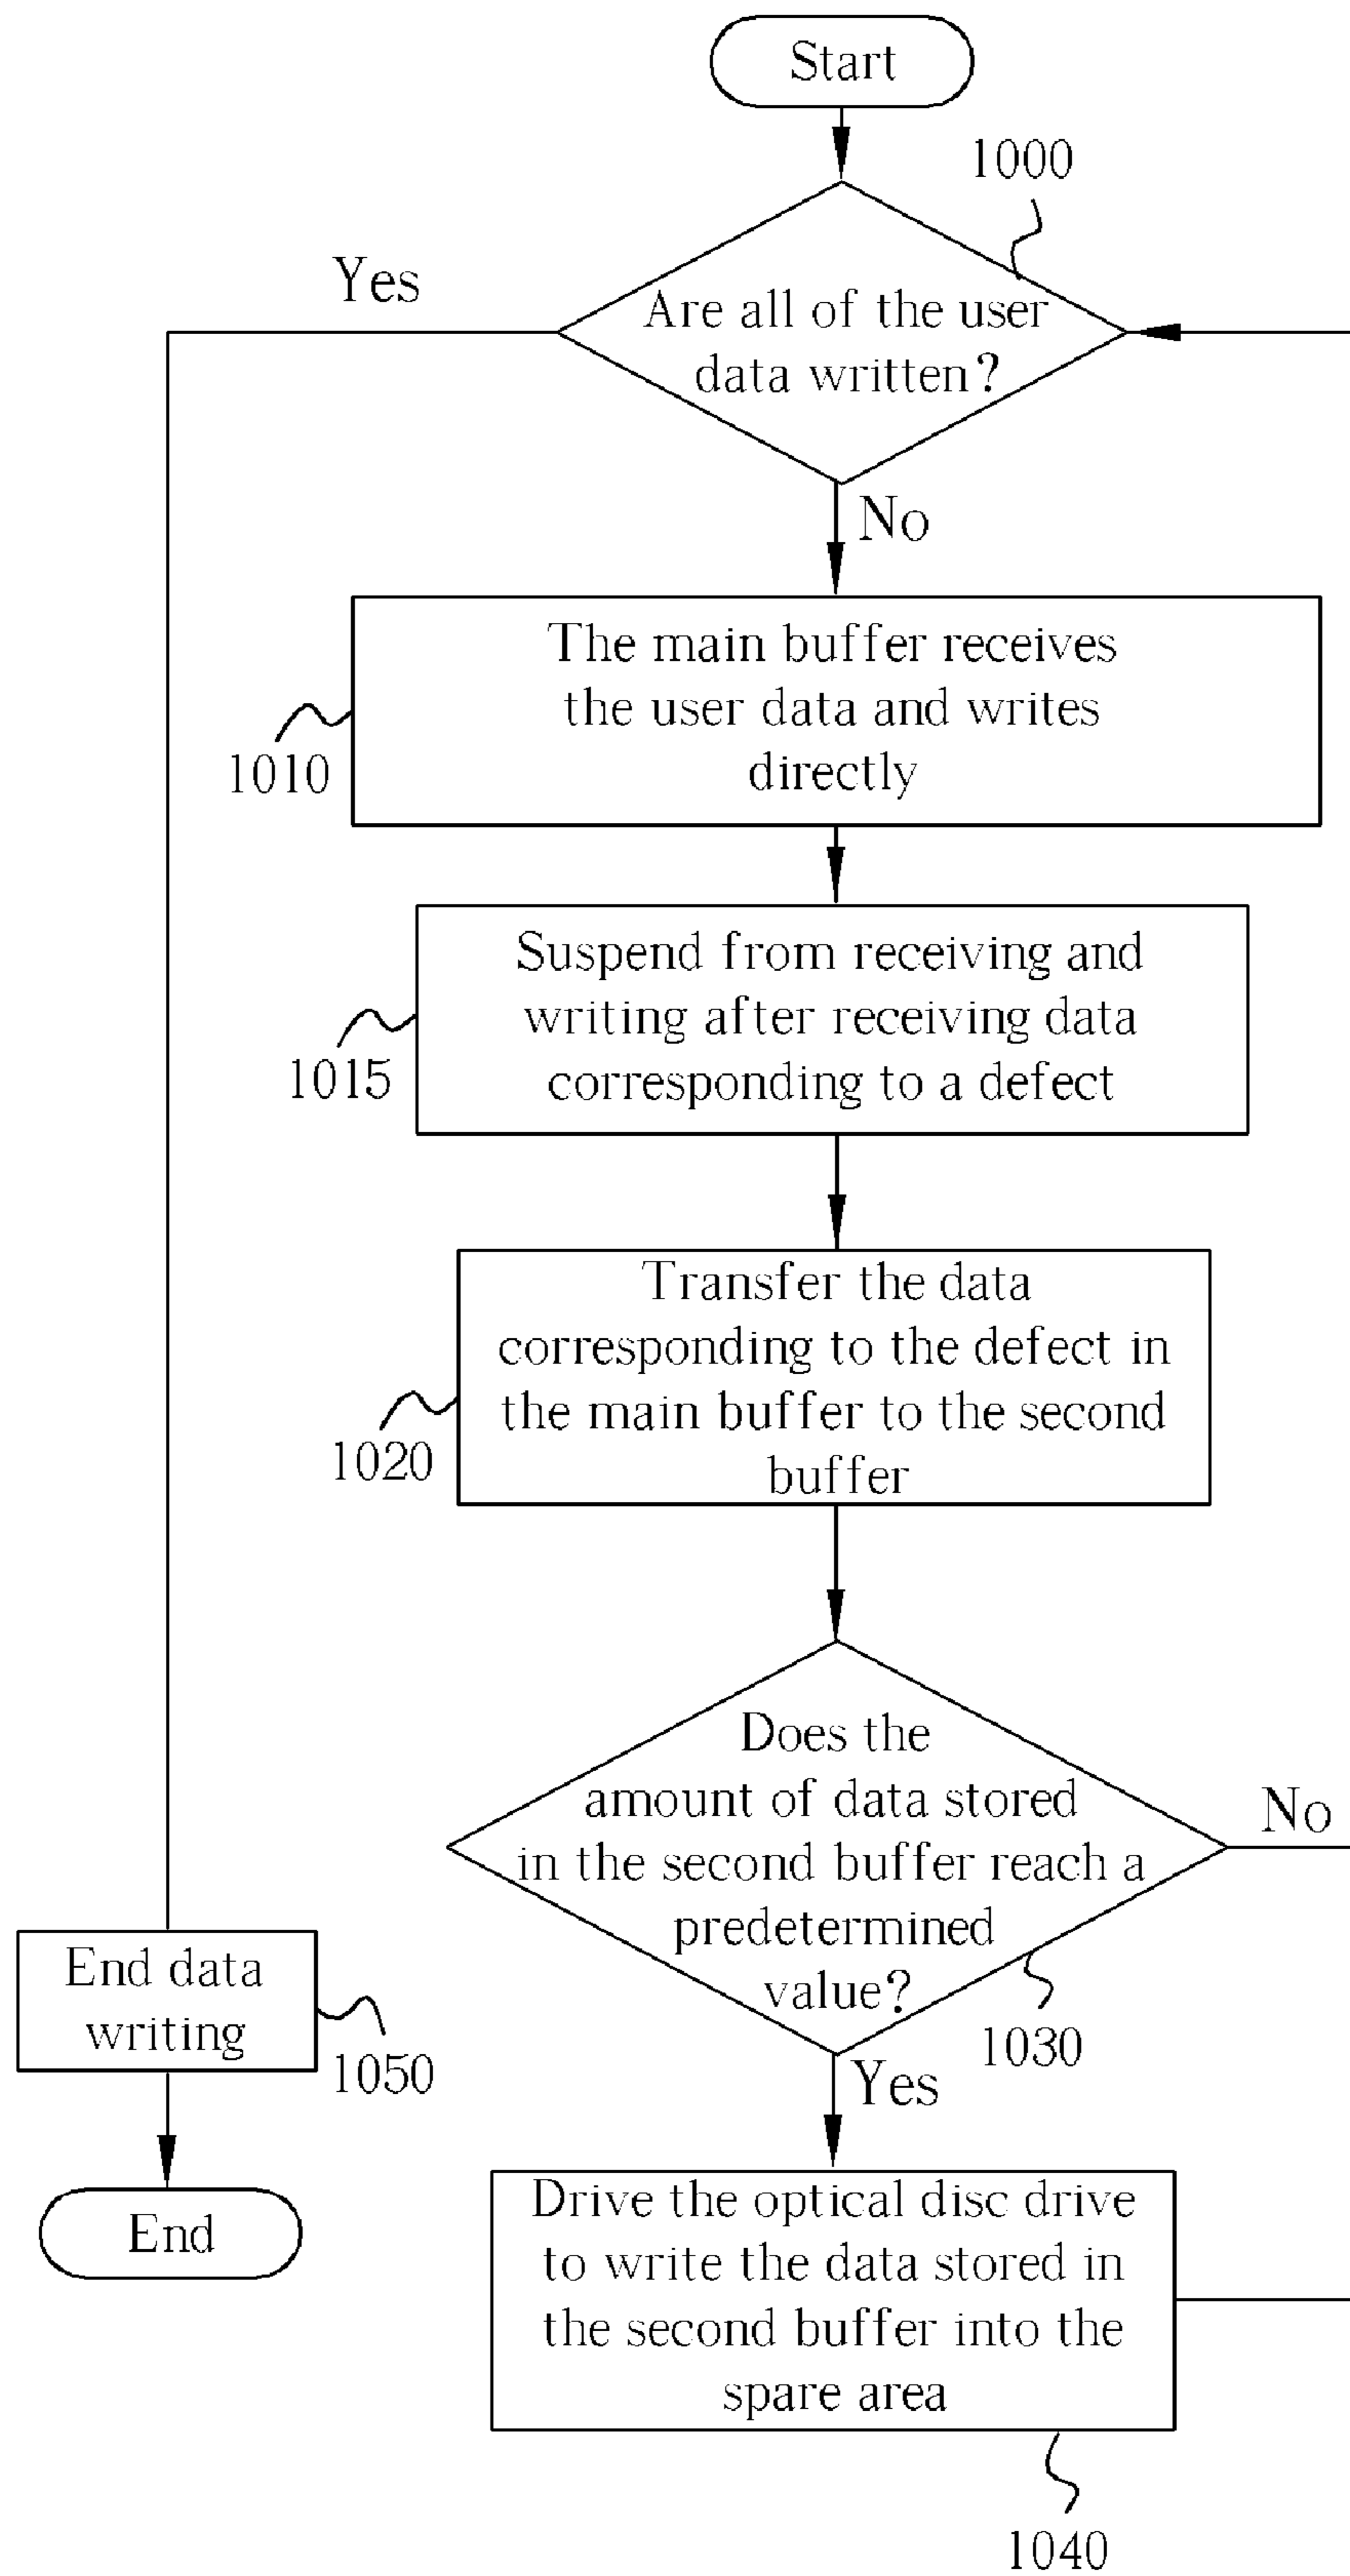 Start
1000
Yes
Are all of the user
data written?
No
The main buffer receives
the user data and writes
directly
1010
Suspend from receiving and
writing after receiving data
corresponding to a defect
1015
Transfer the data
corresponding to the defect in
the main buffer to the second
buffer
1020
Does the
amount of data stored
in the second buffer reach a
predetermined
value?
No
1030
Yes
End data
writing
1050
End
Drive the optical disc drive
to write the data stored in
the second buffer into the
spare area
1040